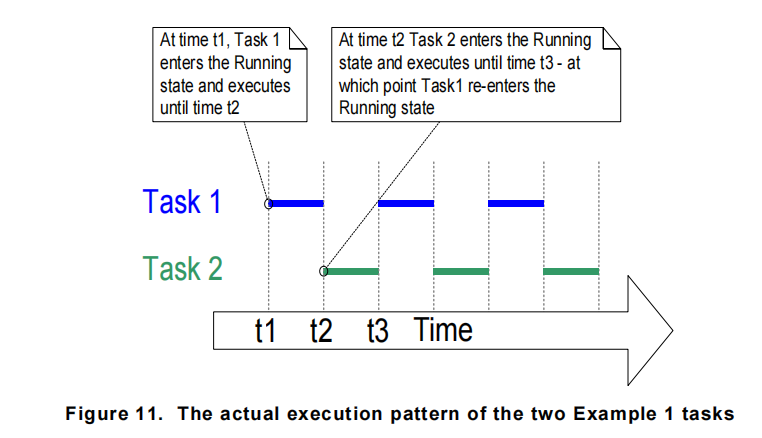 At time t1, Task 1
enters the Running
state and executes
until time t2
At time t2 Task 2 enters the Running
state and executes until time t3 - at
which point Task1 re-enters the
Running state
Task 1
Task 2
t1 t2 t3 Time
Figure 11. The actual execution pattern of the two Example 1 tasks